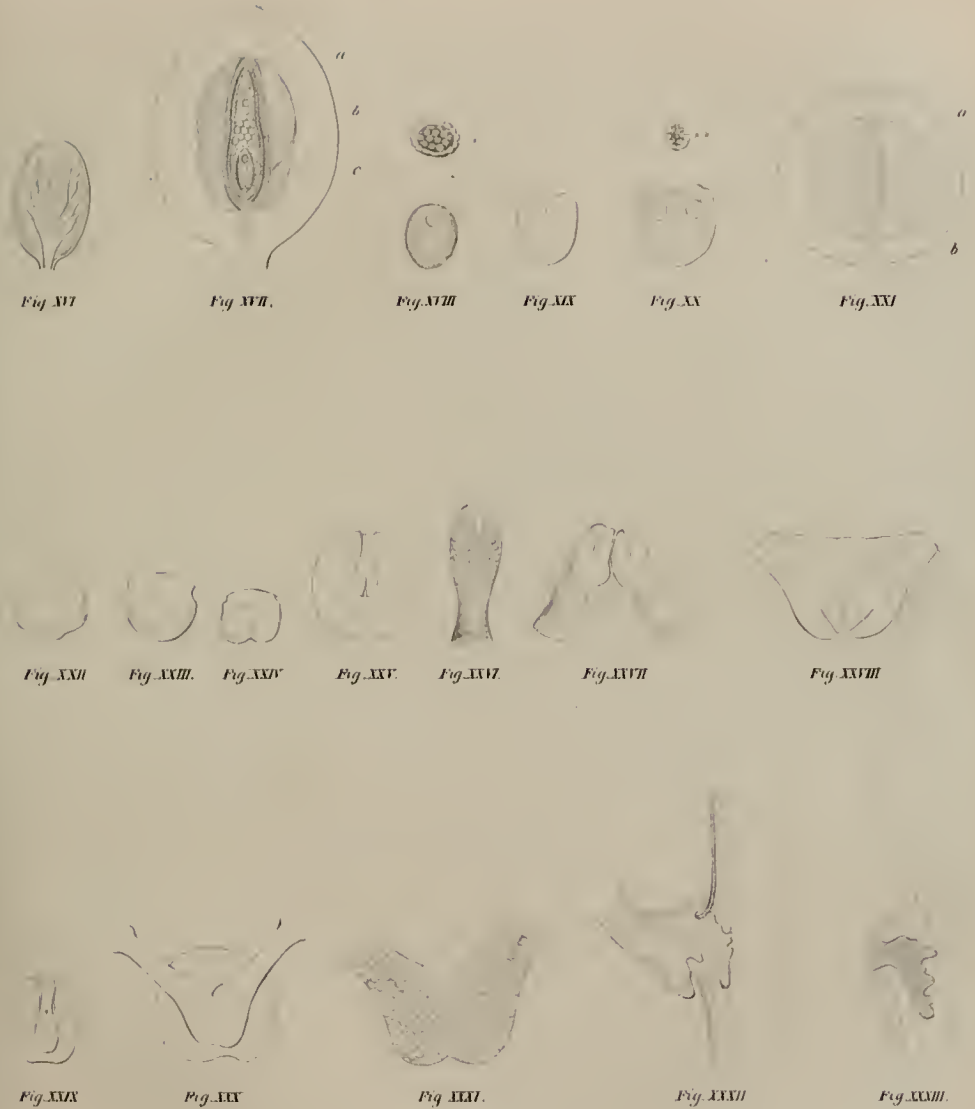 a
b
c
a
b
Fig XVI Fig XVII. Fig. XVIII Fig. XIX Fig. XX Fig. XXI
Fig XXII Fig. XXIII. Fig. XXIV Fig. XXV. Fig. XXVI. Fig. XXVII Fig. XXVIII
Fig. XXIX Fig. XXX Fig XXXI. Fig. XXXII Fig. XXXIII.